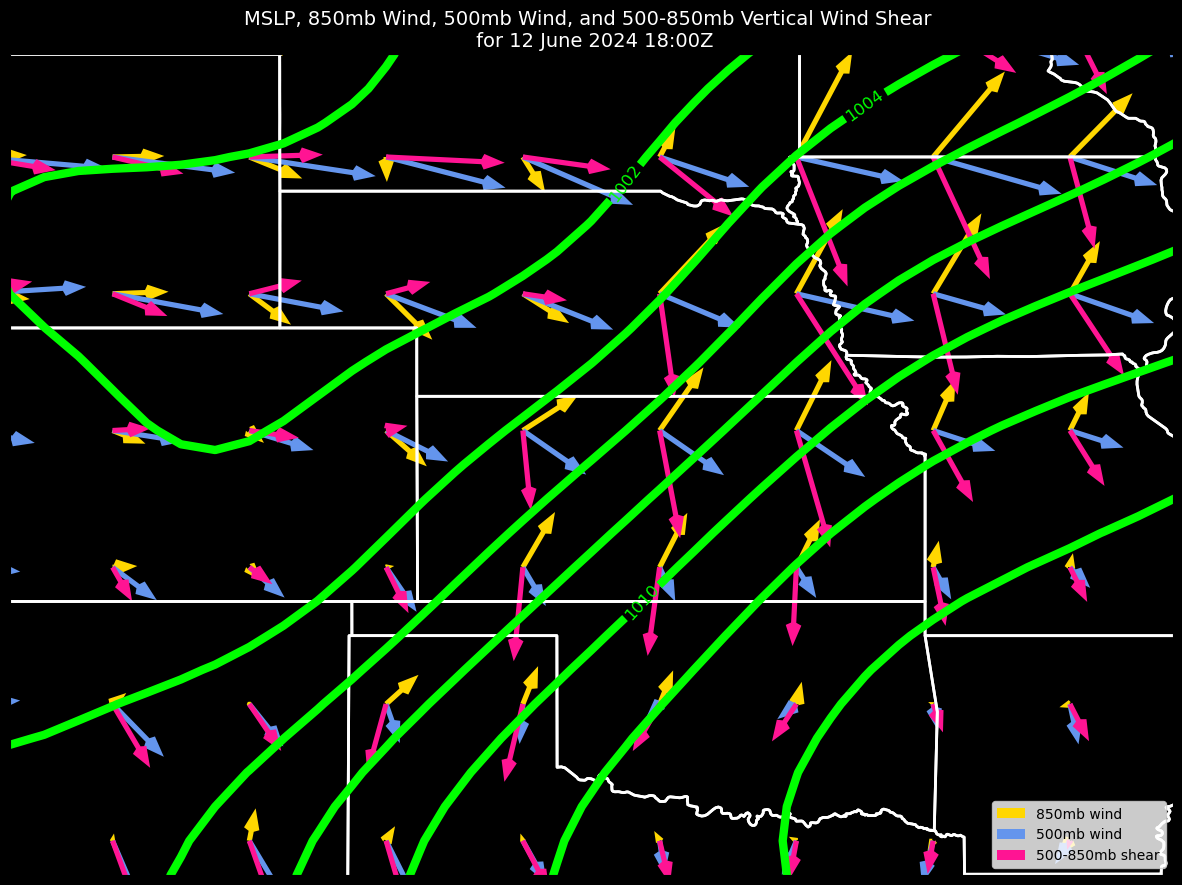 MSLP, 850mb Wind, 500mb Wind, and 500-850mb Vertical Wind Shear
for 12 June 2024 18:00Z
1004
1002
1010
850mb wind
500mb wind
500-850mb shear